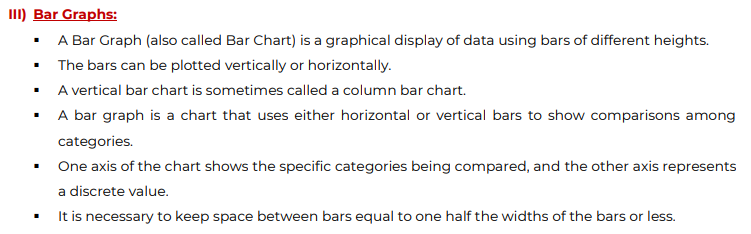 III) Bar Graphs:
▪ A Bar Graph (also called Bar Chart) is a graphical display of data using bars of different heights.
▪ The bars can be plotted vertically or horizontally.
▪ A vertical bar chart is sometimes called a column bar chart.
▪ A bar graph is a chart that uses either horizontal or vertical bars to show comparisons among
categories.
▪ One axis of the chart shows the specific categories being compared, and the other axis represents
a discrete value.
▪ It is necessary to keep space between bars equal to one half the widths of the bars or less.